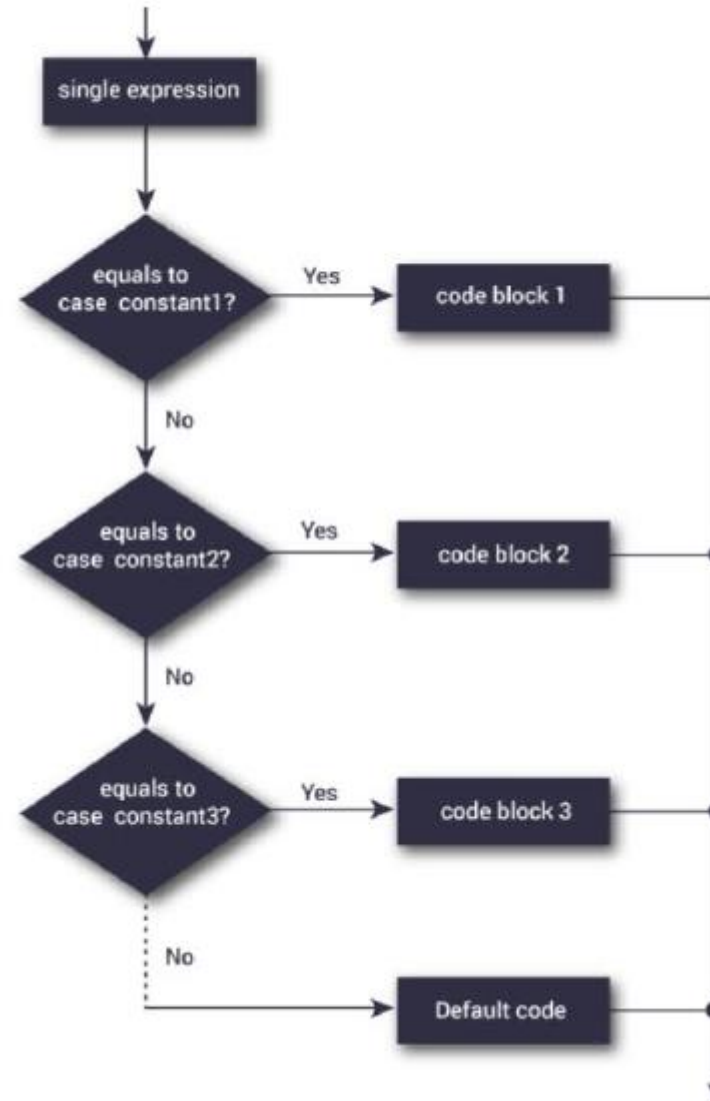 single expression
equals to
case constant1?
Yes
code block 1
No
equals to
case constant2?
Yes
code block 2
No
equals to
case constant3?
Yes
code block 3
No
Default code